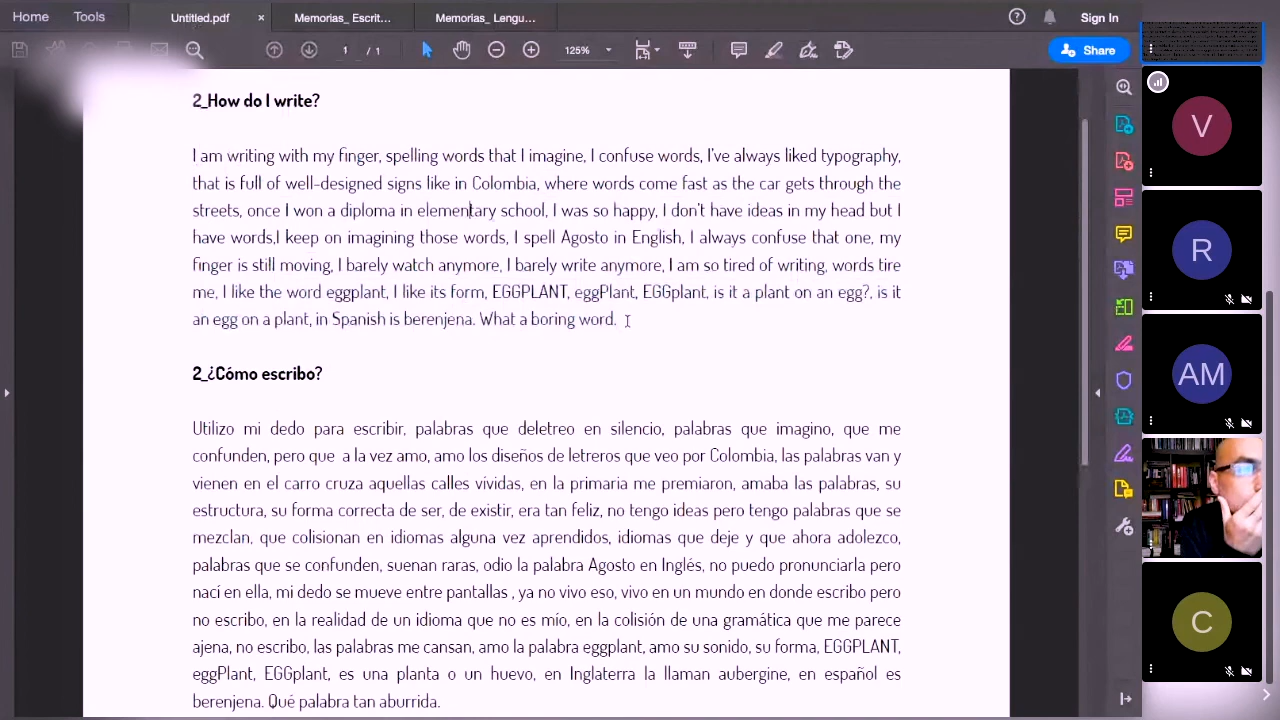 Home Tools Untitled.pdf × Memorias_ Escrit... Memorias_ Lengu... Sign In
1 / 1 125% Share
2_How do I write?
I am writing with my finger, spelling words that I imagine, I confuse words, I've always liked typography,
that is full of well-designed signs like in Colombia, where words come fast as the car gets through the
streets, once I won a diploma in elementary school, I was so happy, I don't have ideas in my head but I
have words,I keep on imagining those words, I spell Agosto in English, I always confuse that one, my
finger is still moving, I barely watch anymore, I barely write anymore, I am so tired of writing, words tire
me, I like the word eggplant, I like its form, EGGPLANT, eggPlant, EGGplant, is it a plant on an egg?, is it
an egg on a plant, in Spanish is berenjena. What a boring word.
2_¿Cómo escribo?
Utilizo mi dedo para escribir, palabras que deletreo en silencio, palabras que imagino, que me
confunden, pero que a la vez amo, amo los diseños de letreros que veo por Colombia, las palabras van y
vienen en el carro cruza aquellas calles vividas, en la primaria me premiaron, amaba las palabras, su
estructura, su forma correcta de ser, de existir, era tan feliz, no tengo ideas pero tengo palabras que se
mezclan, que colisionan en idiomas alguna vez aprendidos, idiomas que deje y que ahora adolezco,
palabras que se confunden, suenan raras, odio la palabra Agosto en Inglés, no puedo pronunciarla pero
nací en ella, mi dedo se mueve entre pantallas , ya no vivo eso, vivo en un mundo en donde escribo pero
no escribo, en la realidad de un idioma que no es mío, en la colisión de una gramática que me parece
ajena, no escribo, las palabras me cansan, amo la palabra eggplant, amo su sonido, su forma, EGGPLANT,
eggPlant, EGGplant, es una planta o un huevo, en Inglaterra la llaman aubergine, en español es
berenjena. Qué palabra tan aburrida.
V
R
AM
C